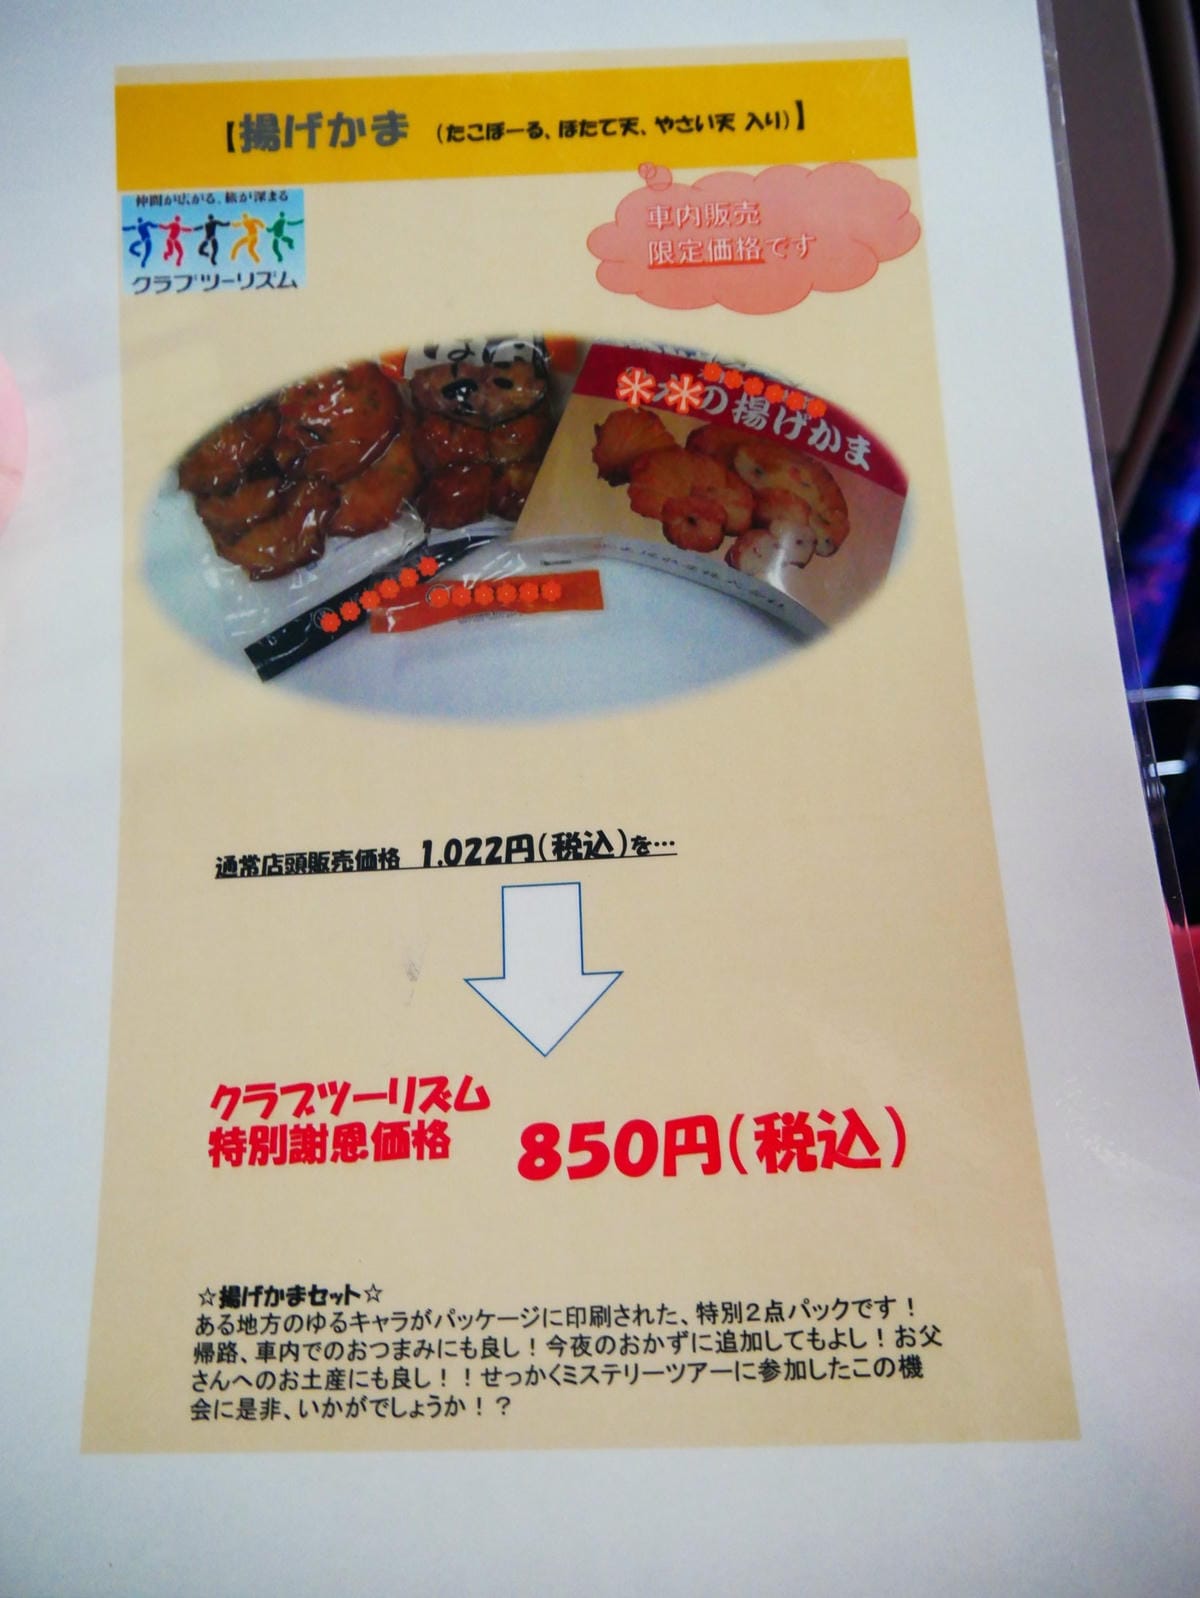 【揚げかま (たこぼーる、ほたて天、やさい天 入り)】
仲間が広がる、旅が深まる
クラブツーリズム
車内販売
限定価格です
の揚げかま
通常店頭販売価格 1.022円(税込)を…
クラブツーリズム
特別謝恩価格 850円(税込)
☆揚げかまセット☆
ある地方のゆるキャラがパッケージに印刷された、特別2点パックです!
帰路、車内でのおつまみにも良し!今夜のおかずに追加してもよし!お父
さんへのお土産にも良し!!せっかくミステリーツアーに参加したこの機
会に是非、いかがでしょうか!?